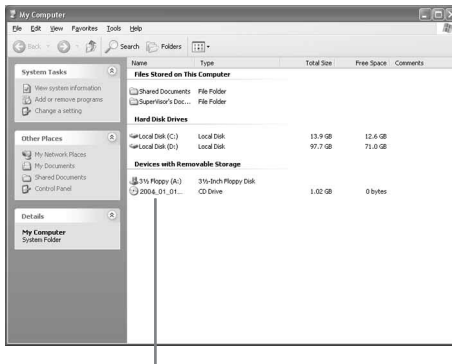 My Computer
File Edit View Favorites Tools Help
Back Search Folders
Name Type Total Size Free Space Comments
System Tasks
View system information
Add or remove programs
Change a setting
Other Places
My Network Places
My Documents
Shared Documents
Control Panel
Details
My Computer
System Folder
Files Stored on This Computer
Shared Documents File Folder
SuperVisor's Doc... File Folder
Hard Disk Drives
Local Disk (C:) Local Disk 13.9 GB 12.6 GB
Local Disk (D:) Local Disk 97.7 GB 71.0 GB
Devices with Removable Storage
3½ Floppy (A:) 3½-Inch Floppy Disk
2004_01_01... CD Drive 1.02 GB 0 bytes